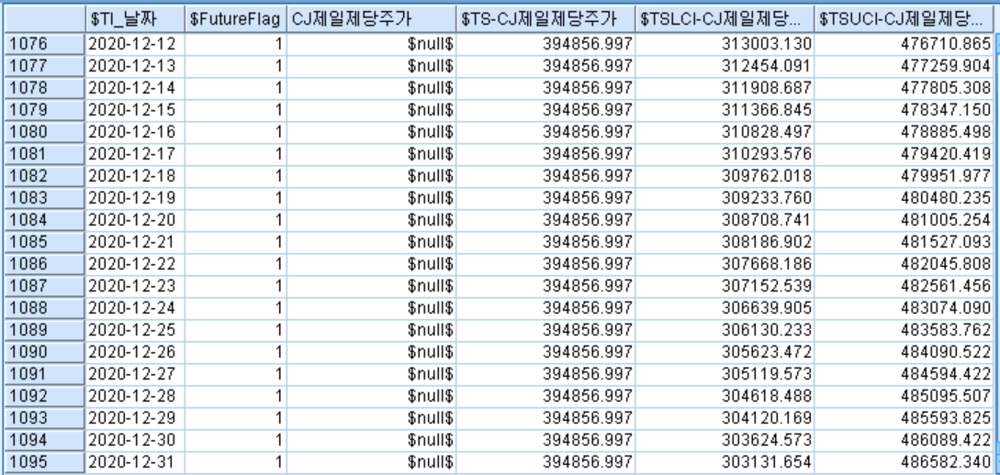 $TI_날짜 $FutureFlag CJ제일제당주가 $TS-CJ제일제당주가 $TSLCI-CJ제일제당... $TSUCI-CJ제일제당...
1076 2020-12-12 1 $null$ 394856.997 313003.130 476710.865
1077 2020-12-13 1 $null$ 394856.997 312454.091 477259.904
1078 2020-12-14 1 $null$ 394856.997 311908.687 477805.308
1079 2020-12-15 1 $null$ 394856.997 311366.845 478347.150
1080 2020-12-16 1 $null$ 394856.997 310828.497 478885.498
1081 2020-12-17 1 $null$ 394856.997 310293.576 479420.419
1082 2020-12-18 1 $null$ 394856.997 309762.018 479951.977
1083 2020-12-19 1 $null$ 394856.997 309233.760 480480.235
1084 2020-12-20 1 $null$ 394856.997 308708.741 481005.254
1085 2020-12-21 1 $null$ 394856.997 308186.902 481527.093
1086 2020-12-22 1 $null$ 394856.997 307668.186 482045.808
1087 2020-12-23 1 $null$ 394856.997 307152.539 482561.456
1088 2020-12-24 1 $null$ 394856.997 306639.905 483074.090
1089 2020-12-25 1 $null$ 394856.997 306130.233 483583.762
1090 2020-12-26 1 $null$ 394856.997 305623.472 484090.522
1091 2020-12-27 1 $null$ 394856.997 305119.573 484594.422
1092 2020-12-28 1 $null$ 394856.997 304618.488 485095.507
1093 2020-12-29 1 $null$ 394856.997 304120.169 485593.825
1094 2020-12-30 1 $null$ 394856.997 303624.573 486089.422
1095 2020-12-31 1 $null$ 394856.997 303131.654 486582.340